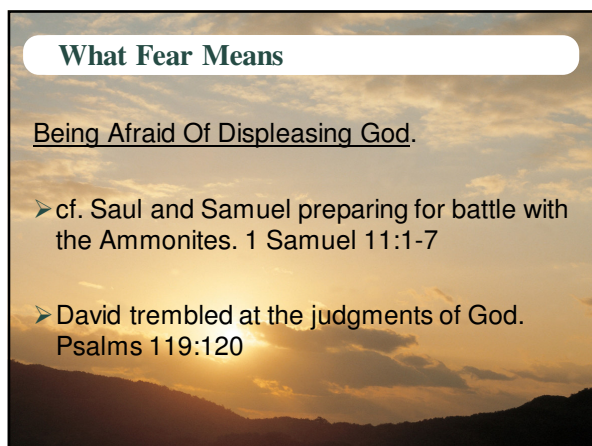 What Fear Means
Being Afraid Of Displeasing God.
cf. Saul and Samuel preparing for battle with
the Ammonites. 1 Samuel 11:1-7
David trembled at the judgments of God.
Psalms 119:120